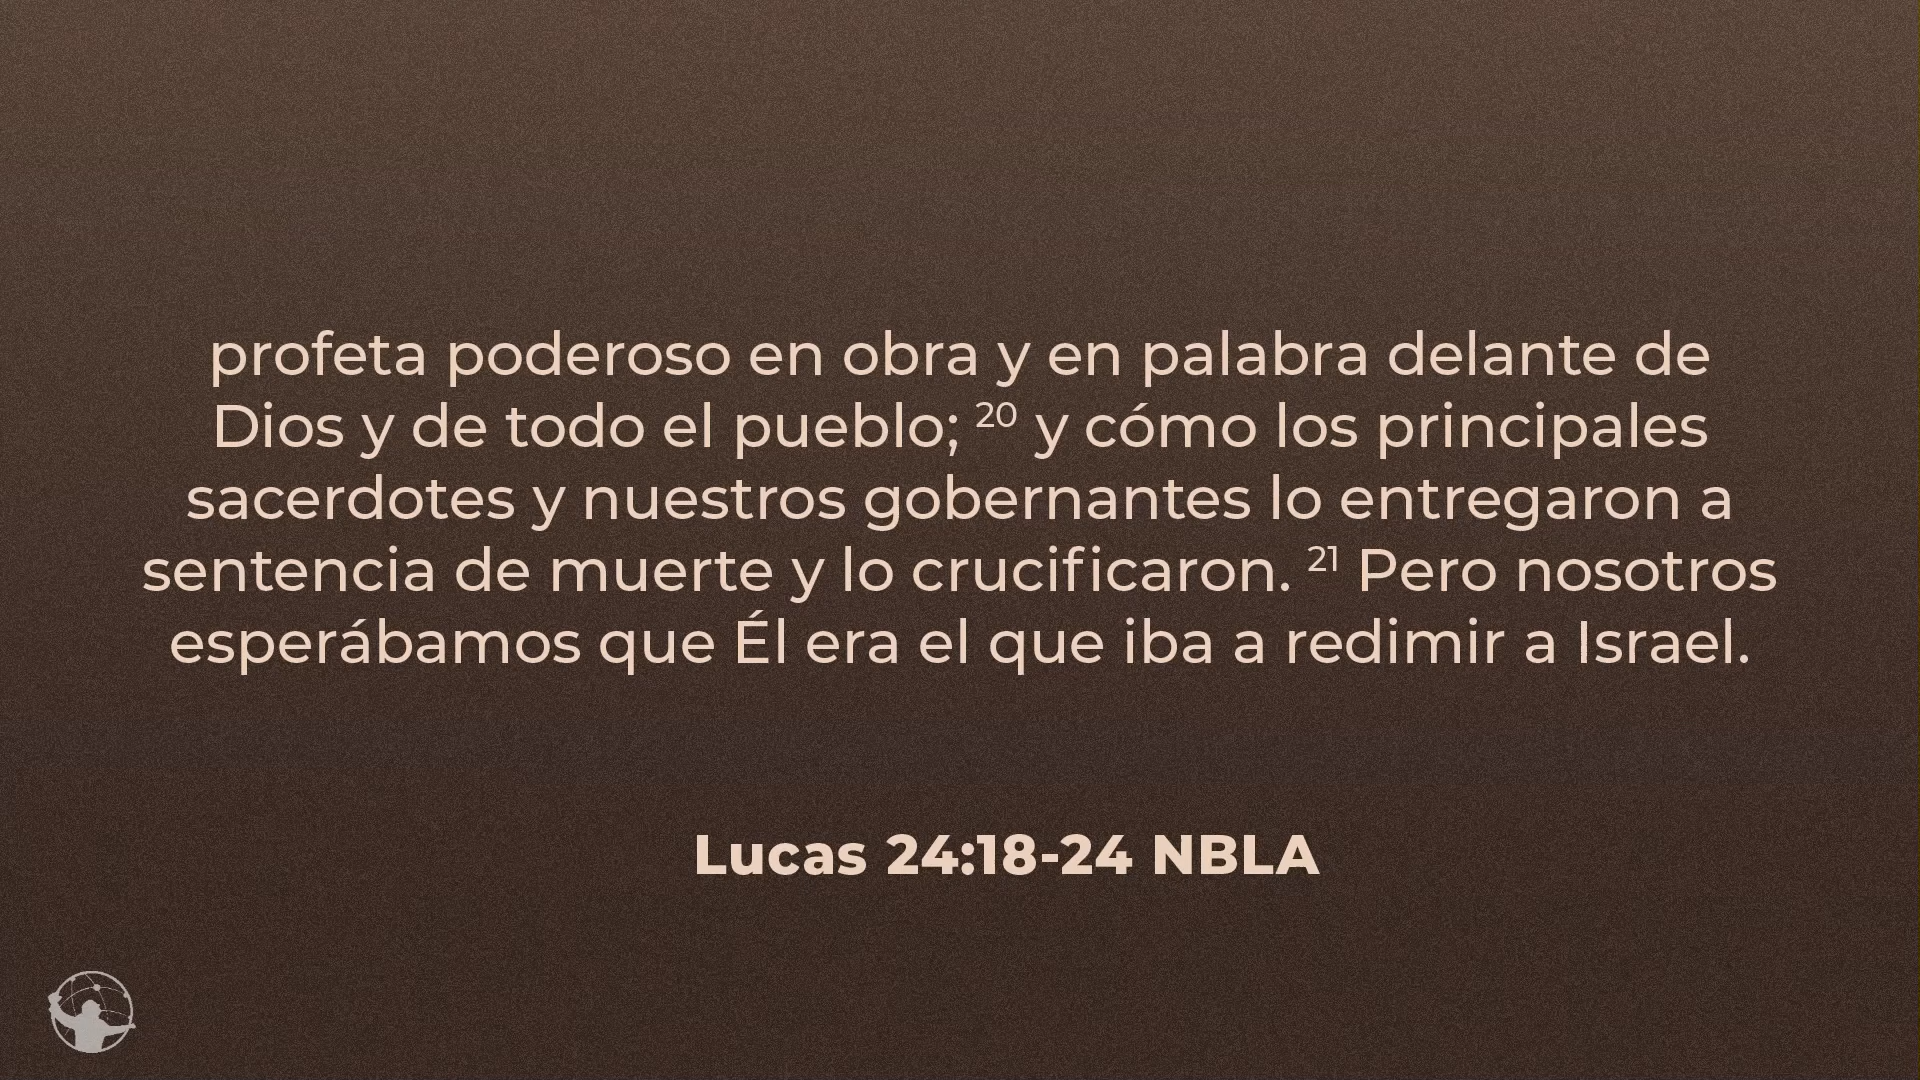 profeta poderoso en obra y en palabra delante de
Dios y de todo el pueblo; 20 y cómo los principales
sacerdotes y nuestros gobernantes lo entregaron a
sentencia de muerte y lo crucificaron. 21 Pero nosotros
esperábamos que Él era el que iba a redimir a Israel.
Lucas 24:18-24 NBLA